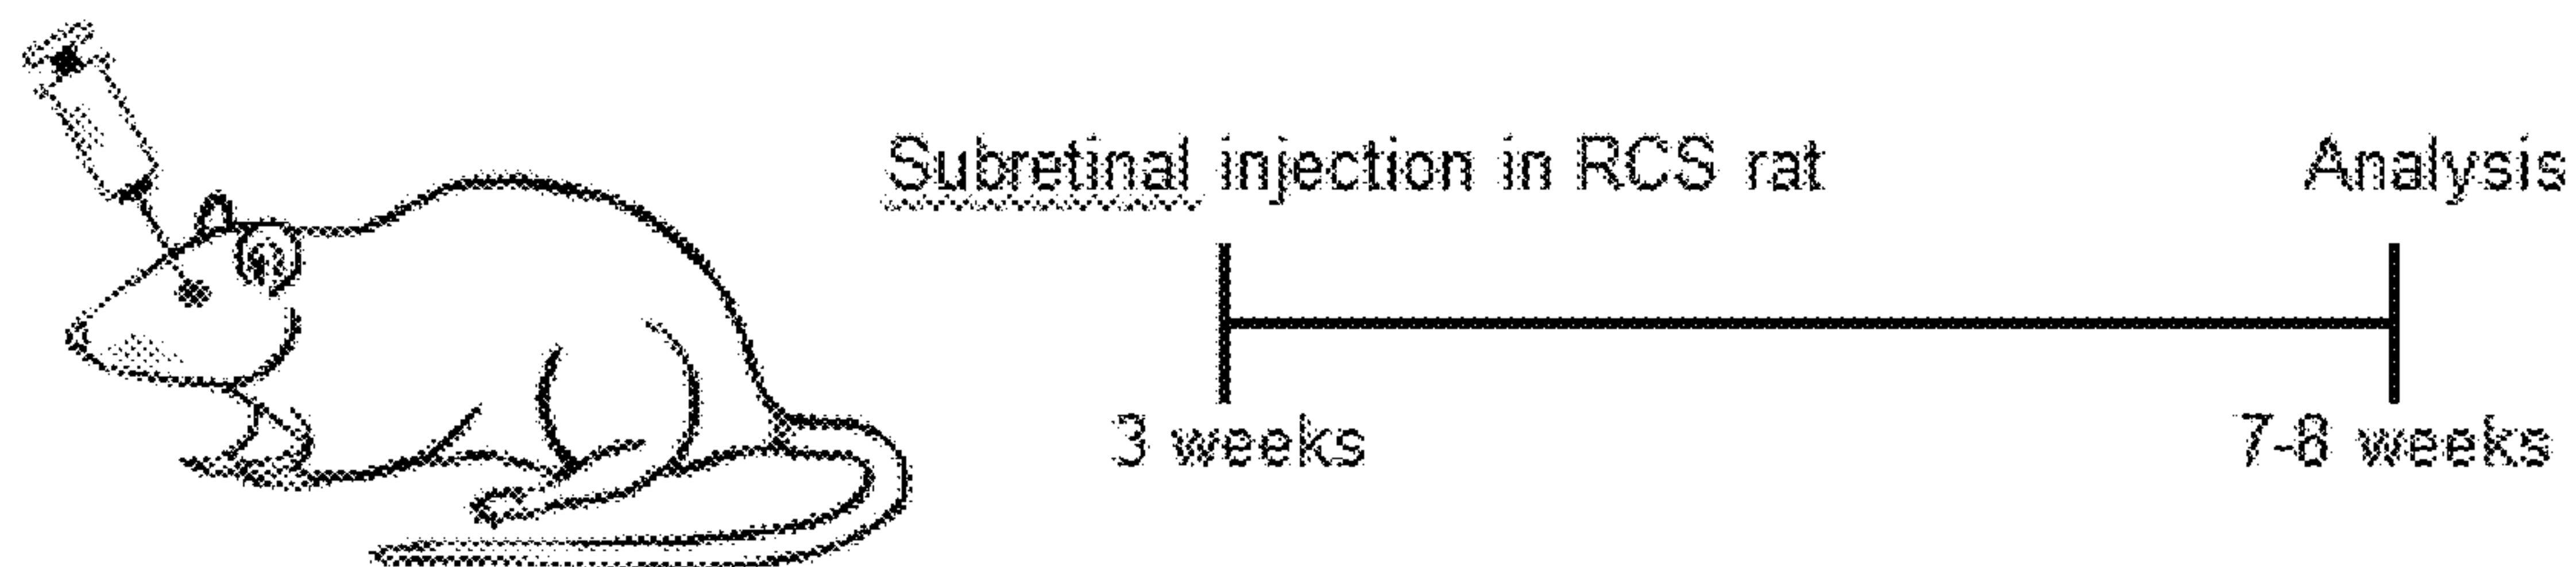 Subretinal injection in RCS rat
Analysis
3 weeks
7-8 weeks